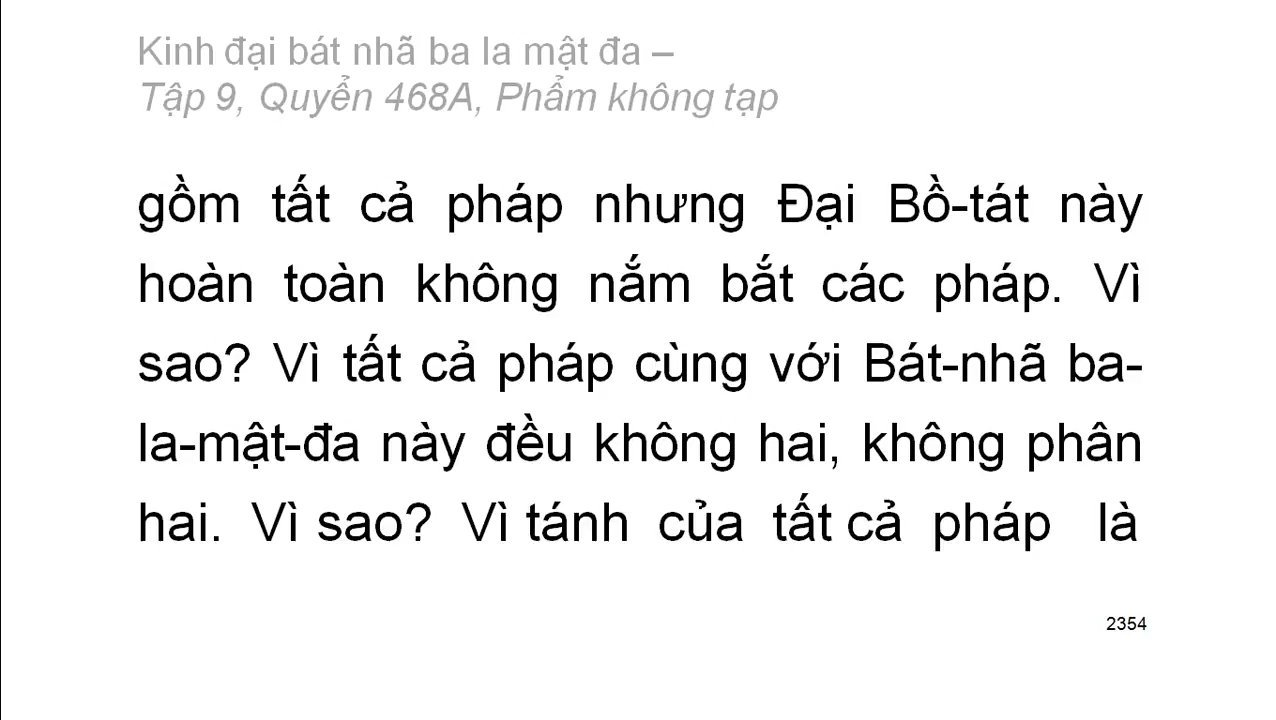 Kinh đại bát nhã ba la mật đa –
Tập 9, Quyển 468A, Phẩm không tạp
gồm tất cả pháp nhưng Đại Bồ-tát này
hoàn toàn không nắm bắt các pháp. Vì
sao? Vì tất cả pháp cùng với Bát-nhã ba-
la-mật-đa này đều không hai, không phân
hai. Vì sao? Vì tánh của tất cả pháp là
2354